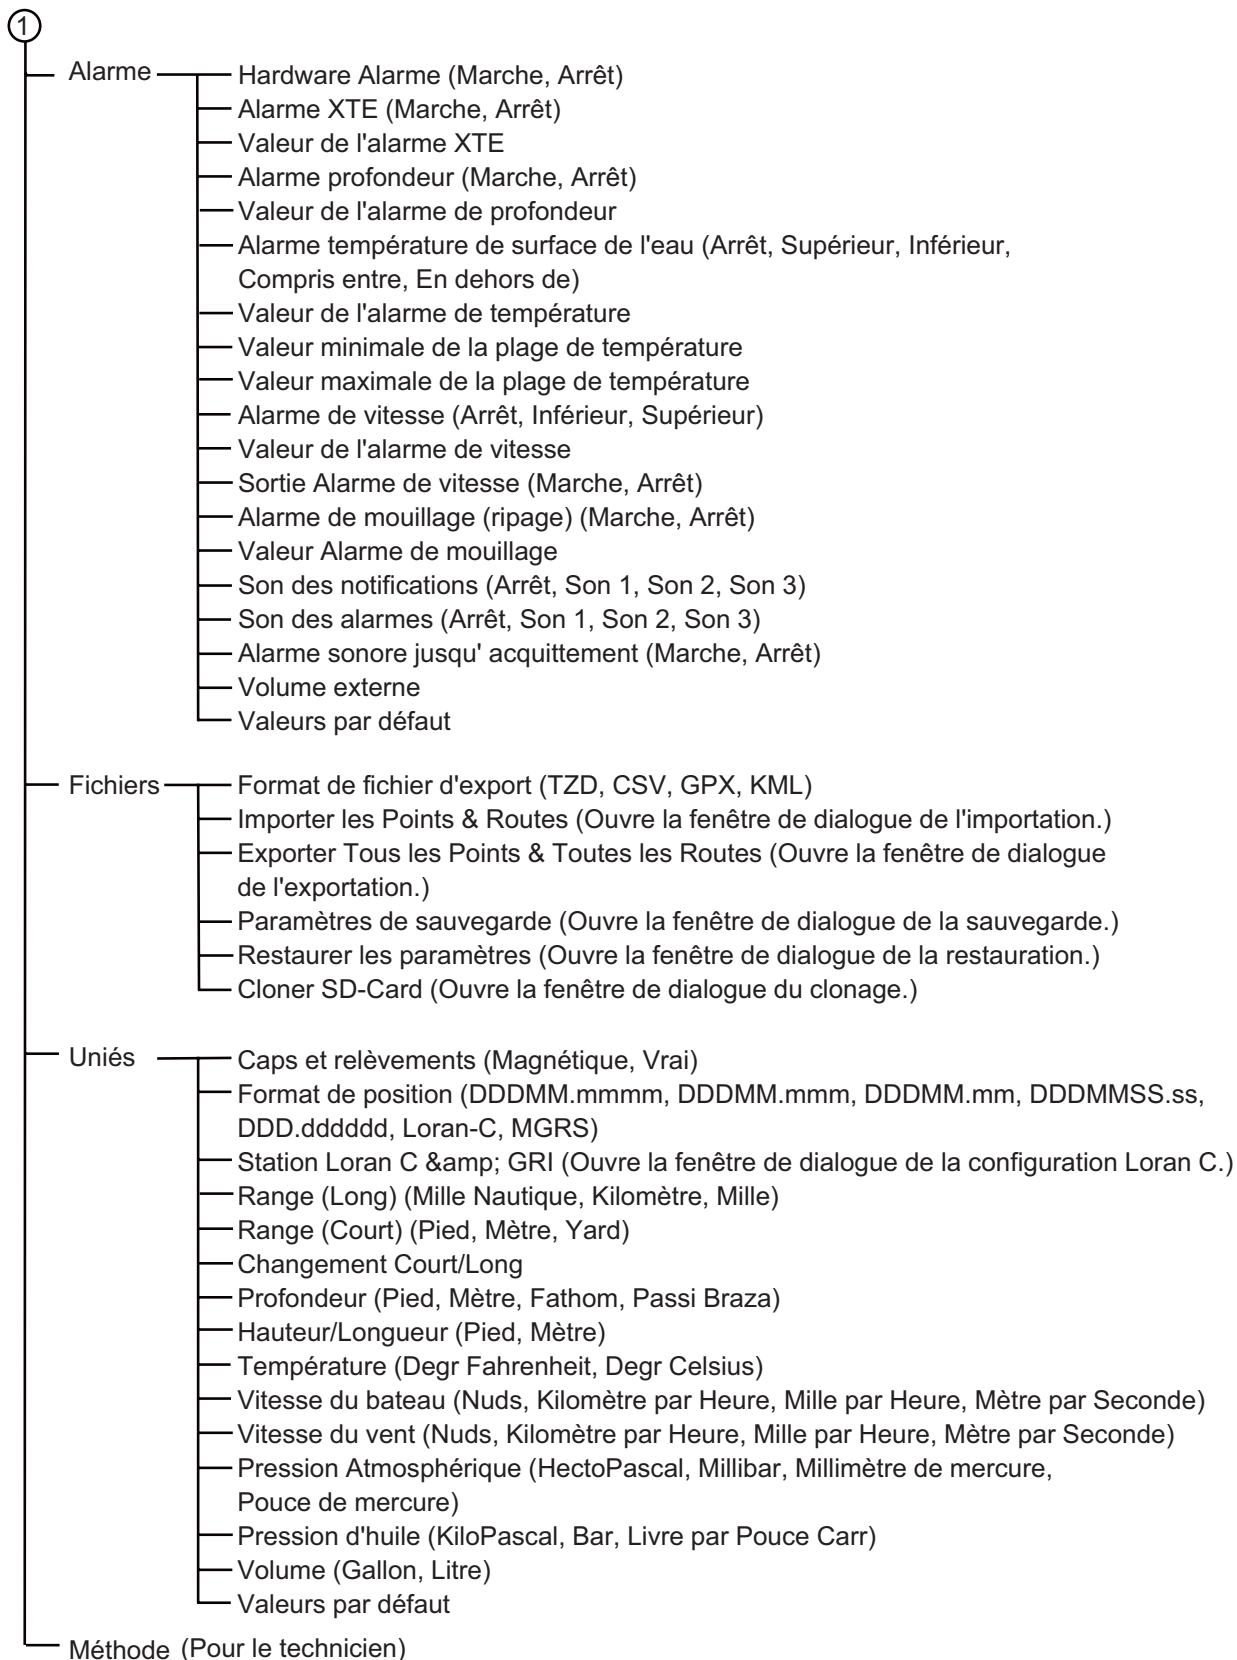 1
Alarme
Hardware Alarme (Marche, Arrêt)
Alarme XTE (Marche, Arrêt)
Valeur de l'alarme XTE
Alarme profondeur (Marche, Arrêt)
Valeur de l'alarme de profondeur
Alarme température de surface de l'eau (Arrêt, Supérieur, Inférieur,
Compris entre, En dehors de)
Valeur de l'alarme de température
Valeur minimale de la plage de température
Valeur maximale de la plage de température
Alarme de vitesse (Arrêt, Inférieur, Supérieur)
Valeur de l'alarme de vitesse
Sortie Alarme de vitesse (Marche, Arrêt)
Alarme de mouillage (ripage) (Marche, Arrêt)
Valeur Alarme de mouillage
Son des notifications (Arrêt, Son 1, Son 2, Son 3)
Son des alarmes (Arrêt, Son 1, Son 2, Son 3)
Alarme sonore jusqu' acquittement (Marche, Arrêt)
Volume externe
Valeurs par défaut
Fichiers
Format de fichier d'export (TZD, CSV, GPX, KML)
Importer les Points & Routes (Ouvre la fenêtre de dialogue de l'importation.)
Exporter Tous les Points & Toutes les Routes (Ouvre la fenêtre de dialogue
de l'exportation.)
Paramètres de sauvegarde (Ouvre la fenêtre de dialogue de la sauvegarde.)
Restaurer les paramètres (Ouvre la fenêtre de dialogue de la restauration.)
Cloner SD-Card (Ouvre la fenêtre de dialogue du clonage.)
Uniés
Caps et relèvements (Magnétique, Vrai)
Format de position (DDDMM.mmmm, DDDMM.mmm, DDDMM.mm, DDDMMSS.ss,
DDD.dddddd, Loran-C, MGRS)
Station Loran C &amp; GRI (Ouvre la fenêtre de dialogue de la configuration Loran C.)
Range (Long) (Mille Nautique, Kilomètre, Mille)
Range (Court) (Pied, Mètre, Yard)
Changement Court/Long
Profondeur (Pied, Mètre, Fathom, Passi Braza)
Hauteur/Longueur (Pied, Mètre)
Température (Degr Fahrenheit, Degr Celsius)
Vitesse du bateau (Nuds, Kilomètre par Heure, Mille par Heure, Mètre par Seconde)
Vitesse du vent (Nuds, Kilomètre par Heure, Mille par Heure, Mètre par Seconde)
Pression Atmosphérique (HectoPascal, Millibar, Millimètre de mercure,
Pouce de mercure)
Pression d'huile (KiloPascal, Bar, Livre par Pouce Carr)
Volume (Gallon, Litre)
Valeurs par défaut
Méthode (Pour le technicien)